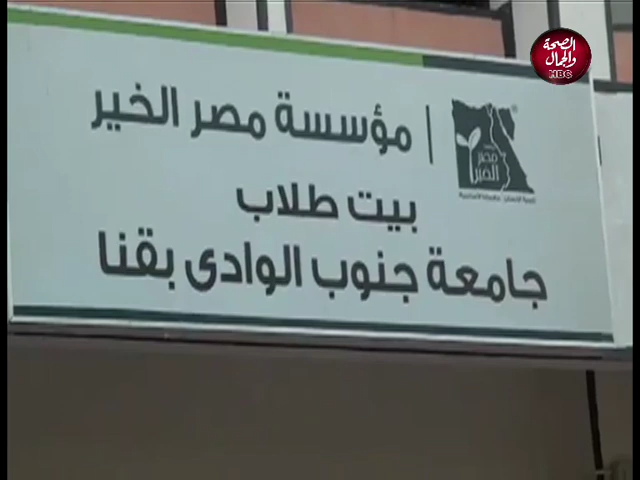 الصحة
والجمال
HBC
مؤسسة مصر الخير
مصر
الخير
بيت طلاب
جامعة جنوب الوادى بقنا